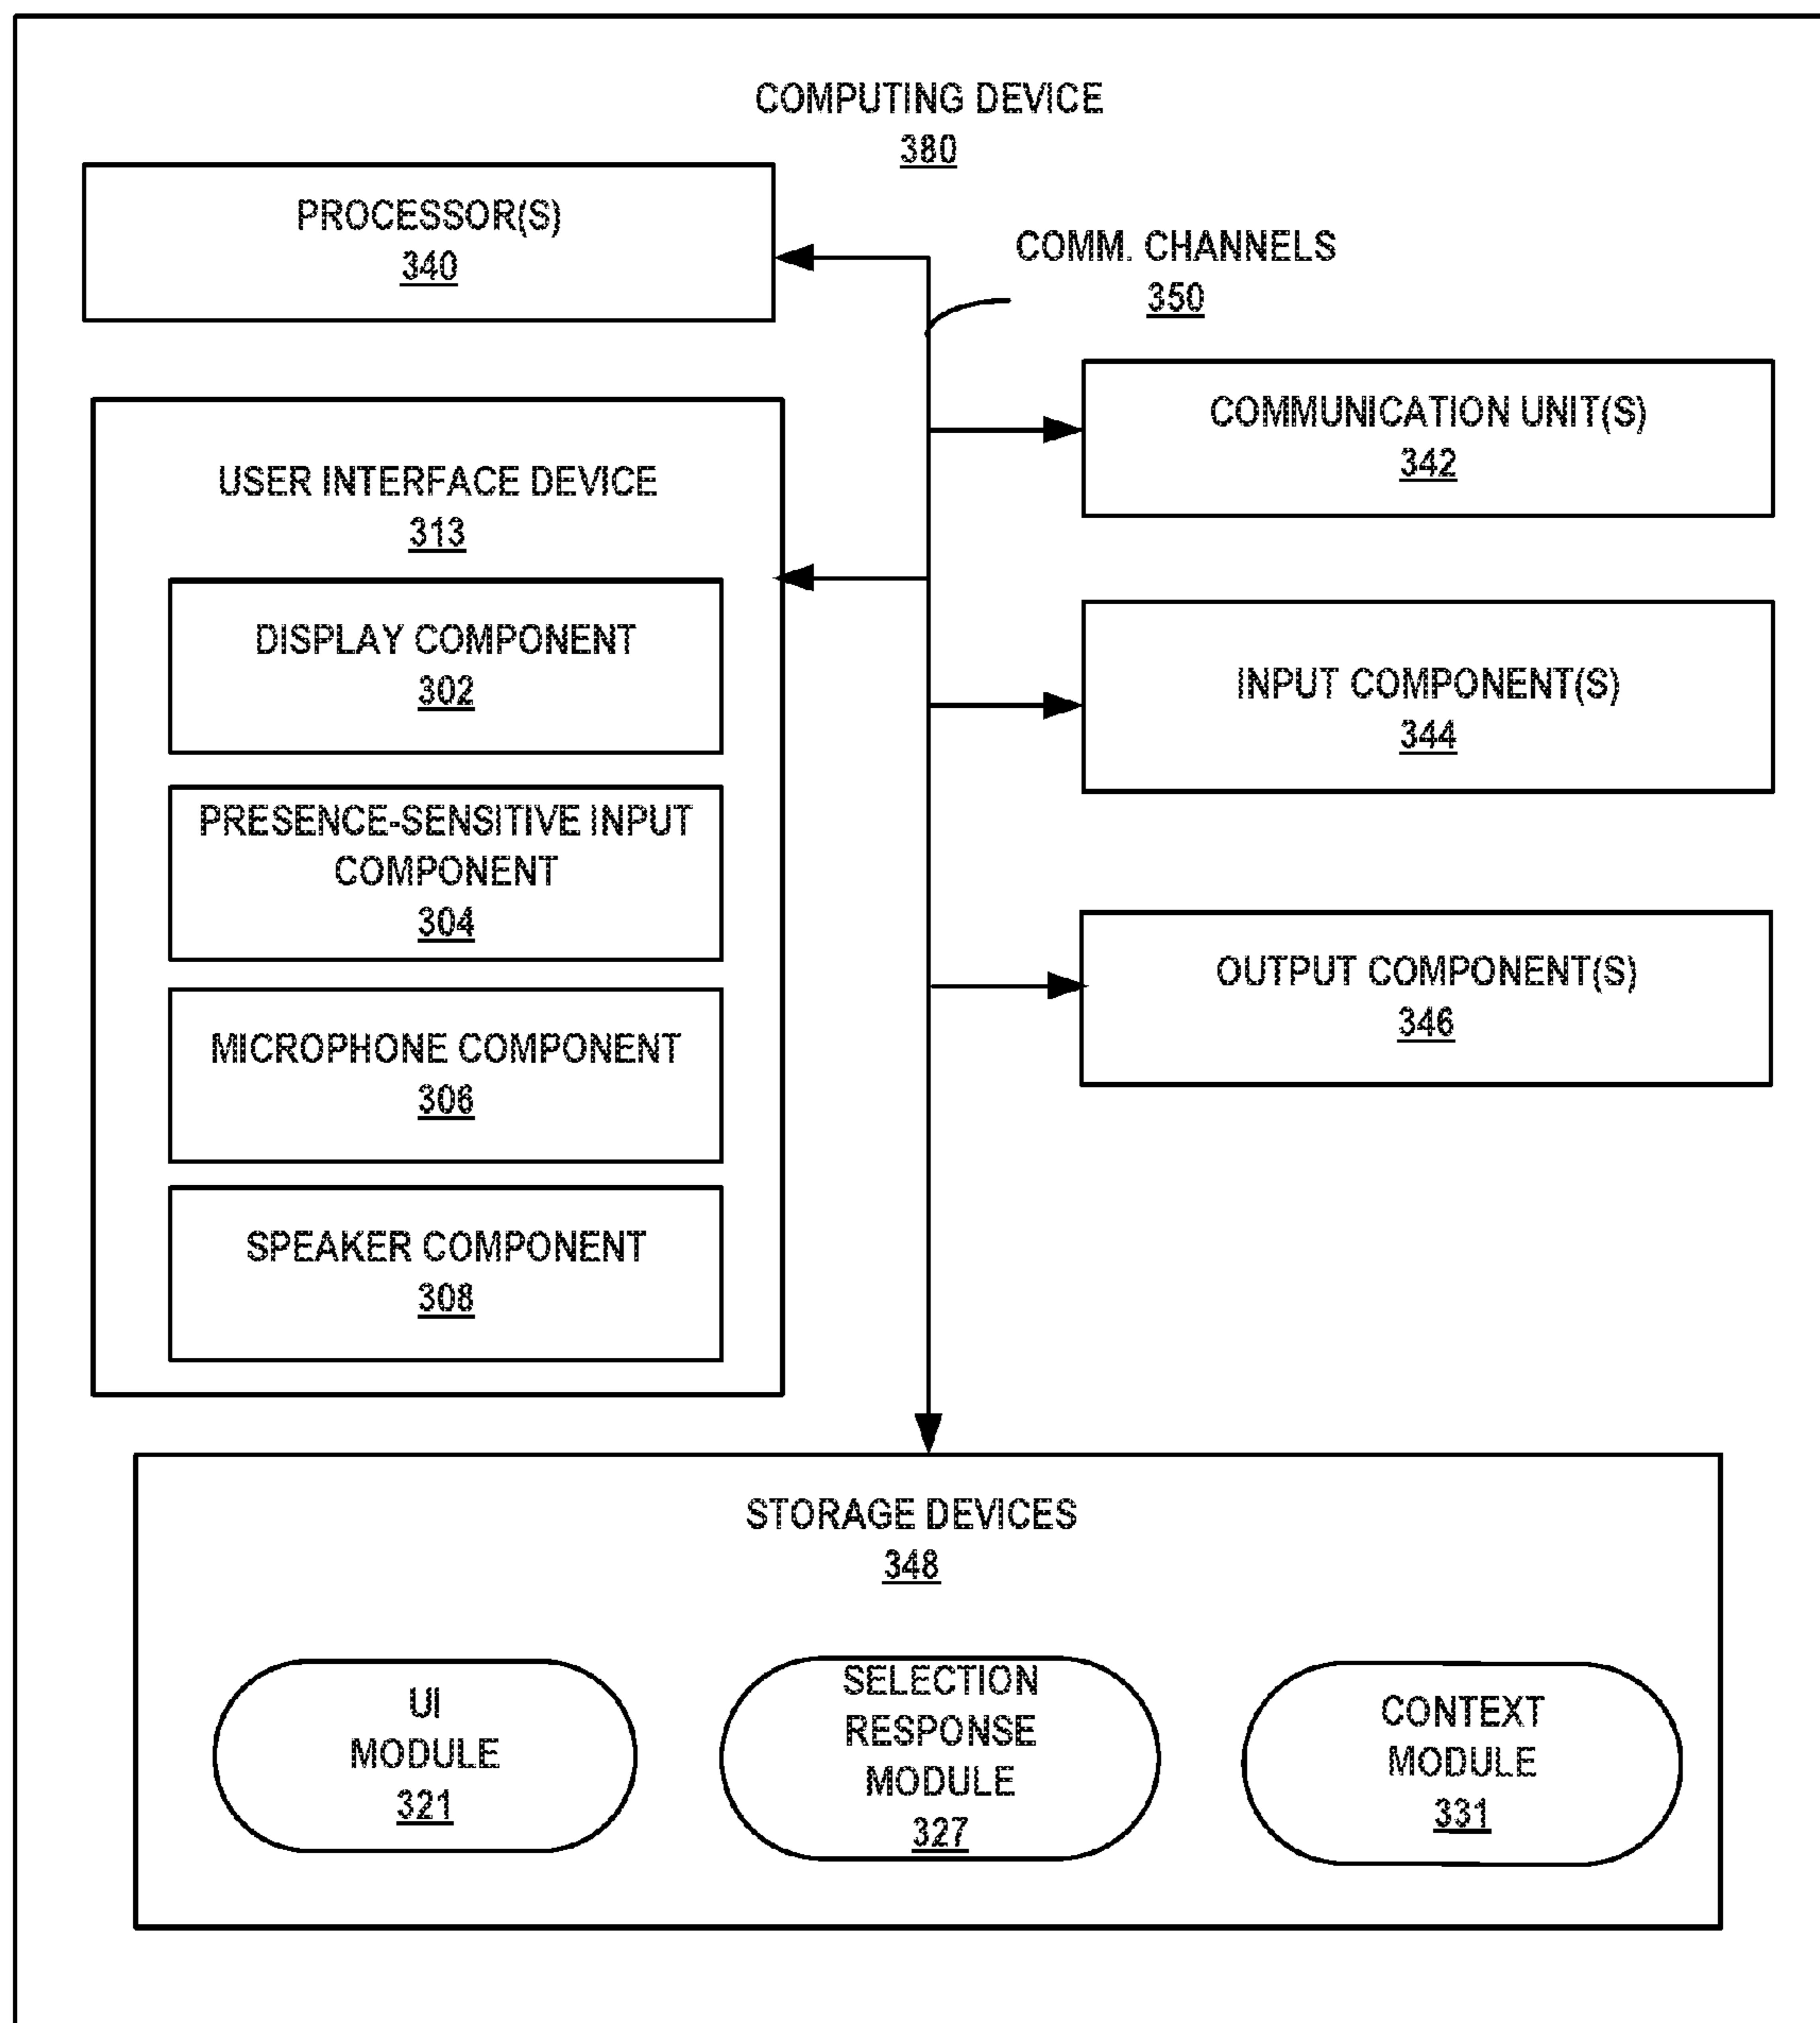 COMPUTING DEVICE
380
PROCESSOR(S)
340
COMM. CHANNELS
350
COMMUNICATION UNIT(S)
342
USER INTERFACE DEVICE
313
DISPLAY COMPONENT
302
INPUT COMPONENT(S)
344
PRESENCE-SENSITIVE INPUT
COMPONENT
304
OUTPUT COMPONENT(S)
346
MICROPHONE COMPONENT
306
SPEAKER COMPONENT
308
STORAGE DEVICES
348
UI
MODULE
321
SELECTION
RESPONSE
MODULE
327
CONTEXT
MODULE
331